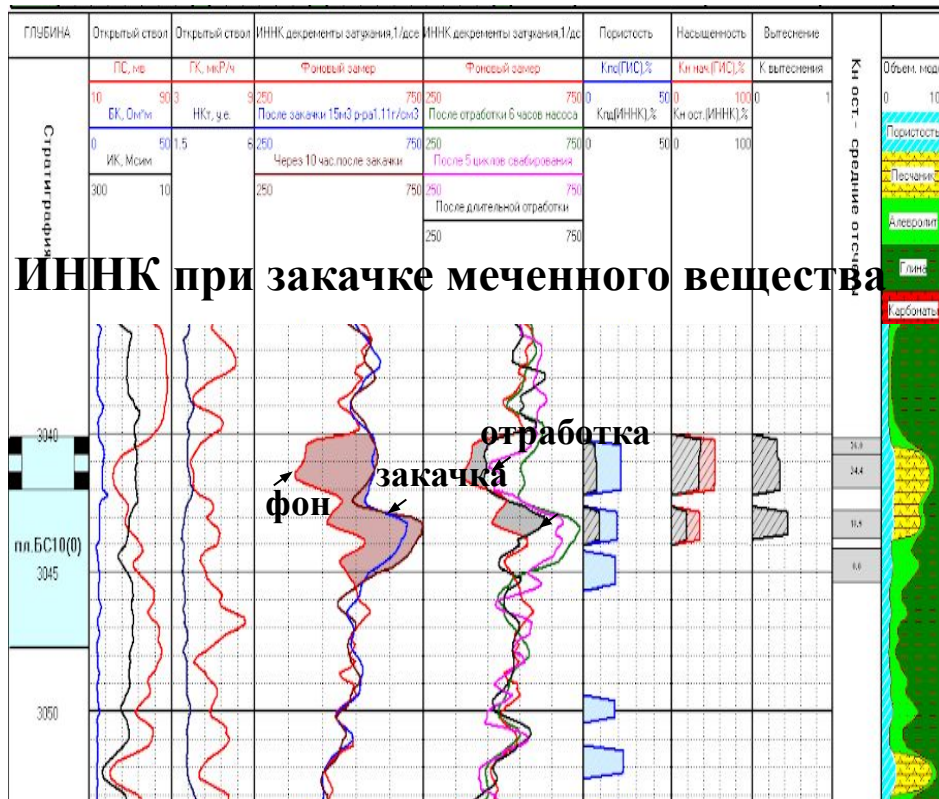 ГЛУБИНА
Открытый ствол
Открытый ствол
ИННК декременты затухания,1/дсе
ИННК декременты затухания,1/дс
Пористость
Насыщенность
Вытеснение
Кн ост. - средние отсчеты
Стратиграфия
ПС, мв
10 90
БК, Ом*м
0 50
ИК, Мсим
300 10
ГК, мкР/ч
3 9
НКт, у.е.
1.5 6
Фоновый замер
250 750
После закачки 15м3 р-ра1.11г/см3
250 750
Через 10 час.после закачки
250 750
Фоновый замер
250 750
После отработки 6 часов насоса
250 750
После 5 циклов свабирования
250 750
После длительной отработки
250 750
Кпо(ГИС),%
0 50
Кпд(ИННК),%
0 50
Кн нач.(ГИС),%
0 100
Кн ост.(ИННК),%
0 100
К вытеснения
0 1
Объем. мод
0 10
Пористость
Песчаник
Алевролит
Глина
Карбонаты
ИННК при закачке меченного вещества
3040
отработка
закачка
фон
24.4
пл.БС10(0)
3045
3050